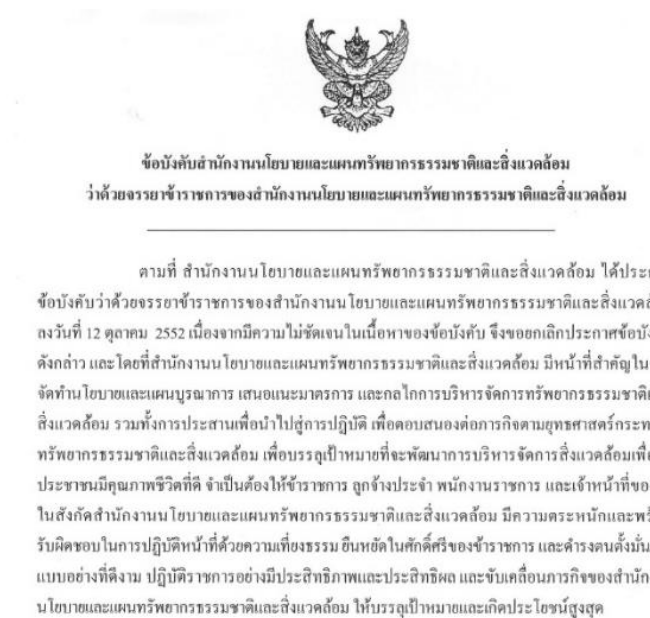 ข้อบังคับสำนักงานนโยบายและแผนทรัพยากรธรรมชาติและสิ่งแวดล้อม
ว่าด้วยจรรยาข้าราชการของสำนักงานนโยบายและแผนทรัพยากรธรรมชาติและสิ่งแวดล้อม
ตามที่ สำนักงานนโยบายและแผนทรัพยากรธรรมชาติและสิ่งแวดล้อม ได้ประก
ข้อบังคับว่าด้วยจรรยาข้าราชการของสำนักงานนโยบายและแผนทรัพยากรธรรมชาติและสิ่งแวดล้
ลงวันที่ 12 ตุลาคม 2552 เนื่องจากมีความไม่ชัดเจนในเนื้อหาของข้อบังคับ จึงขอยกเลิกประกาศข้อบัง
ดังกล่าว และโดยที่สำนักงานนโยบายและแผนทรัพยากรธรรมชาติและสิ่งแวดล้อม มีหน้าที่สำคัญใน
จัดทำนโยบายและแผนบูรณาการ เสนอแนะมาตรการ และกลไกการบริหารจัดการทรัพยากรธรรมชาติ
สิ่งแวดล้อม รวมทั้งการประสานเพื่อนำไปสู่การปฏิบัติ เพื่อตอบสนองต่อภารกิจตามยุทธศาสตร์กระท
ทรัพยากรธรรมชาติและสิ่งแวดล้อม เพื่อบรรลุเป้าหมายที่จะพัฒนาการบริหารจัดการสิ่งแวดล้อมเพื่อ
ประชาชนมีคุณภาพชีวิตที่ดี จำเป็นต้องให้ข้าราชการ ลูกจ้างประจำ พนักงานราชการ และเจ้าหน้าที่ขอ
ในสังกัดสำนักงานนโยบายและแผนทรัพยากรธรรมชาติและสิ่งแวดล้อม มีความตระหนักและพร้
รับผิดชอบในการปฏิบัติหน้าที่ด้วยความเที่ยงธรรม ยืนหยัดในศักดิ์ศรีของข้าราชการ และดำรงตนตั้งมั่น
แบบอย่างที่ดีงาม ปฏิบัติราชการอย่างมีประสิทธิภาพและประสิทธิผล และขับเคลื่อนภารกิจของสำนัก
นโยบายและแผนทรัพยากรธรรมชาติและสิ่งแวดล้อม ให้บรรลุเป้าหมายและเกิดประโยชน์สูงสุด